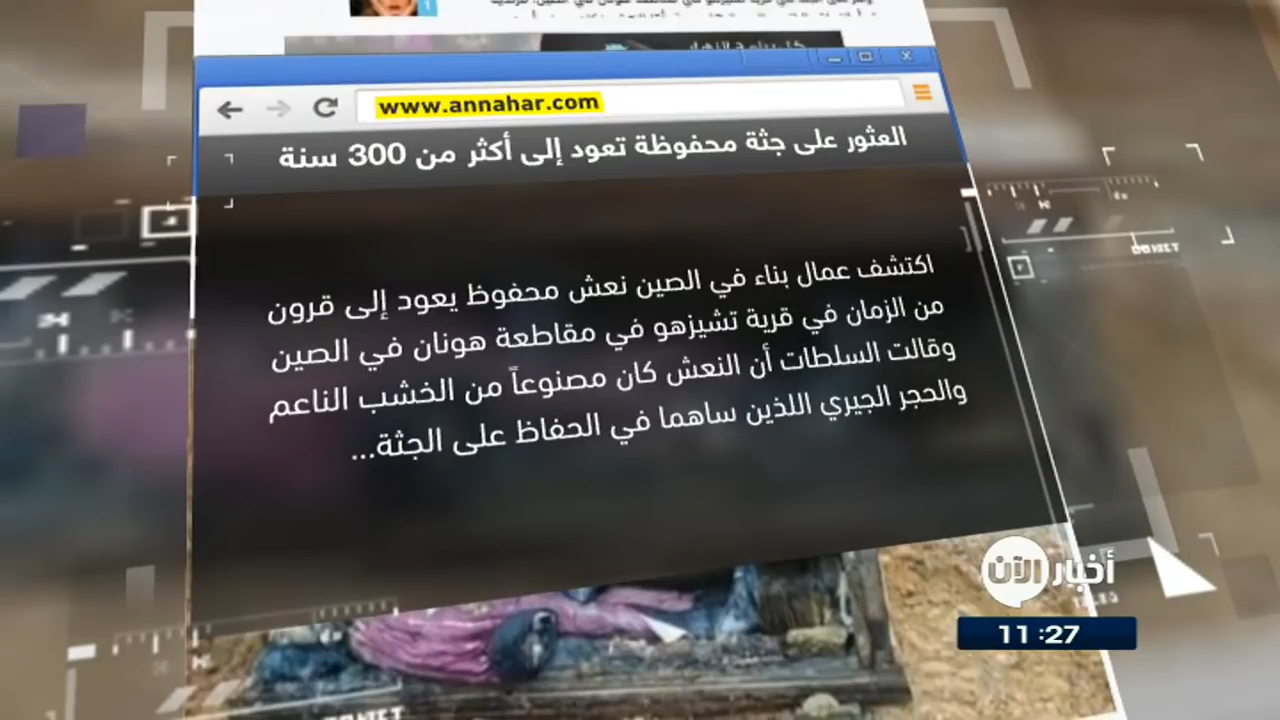 www.annahar.com
العثور على جثة محفوظة تعود إلى أكثر من 300 سنة
اكتشف عمال بناء في الصين نعش محفوظ يعود إلى قرون
من الزمان في قرية تشيزهو في مقاطعة هونان في الصين
وقالت السلطات أن النعش كان مصنوعاً من الخشب الناعم
والحجر الجيري اللذين ساهما في الحفاظ على الجثة...
أخبار الآن
11:27